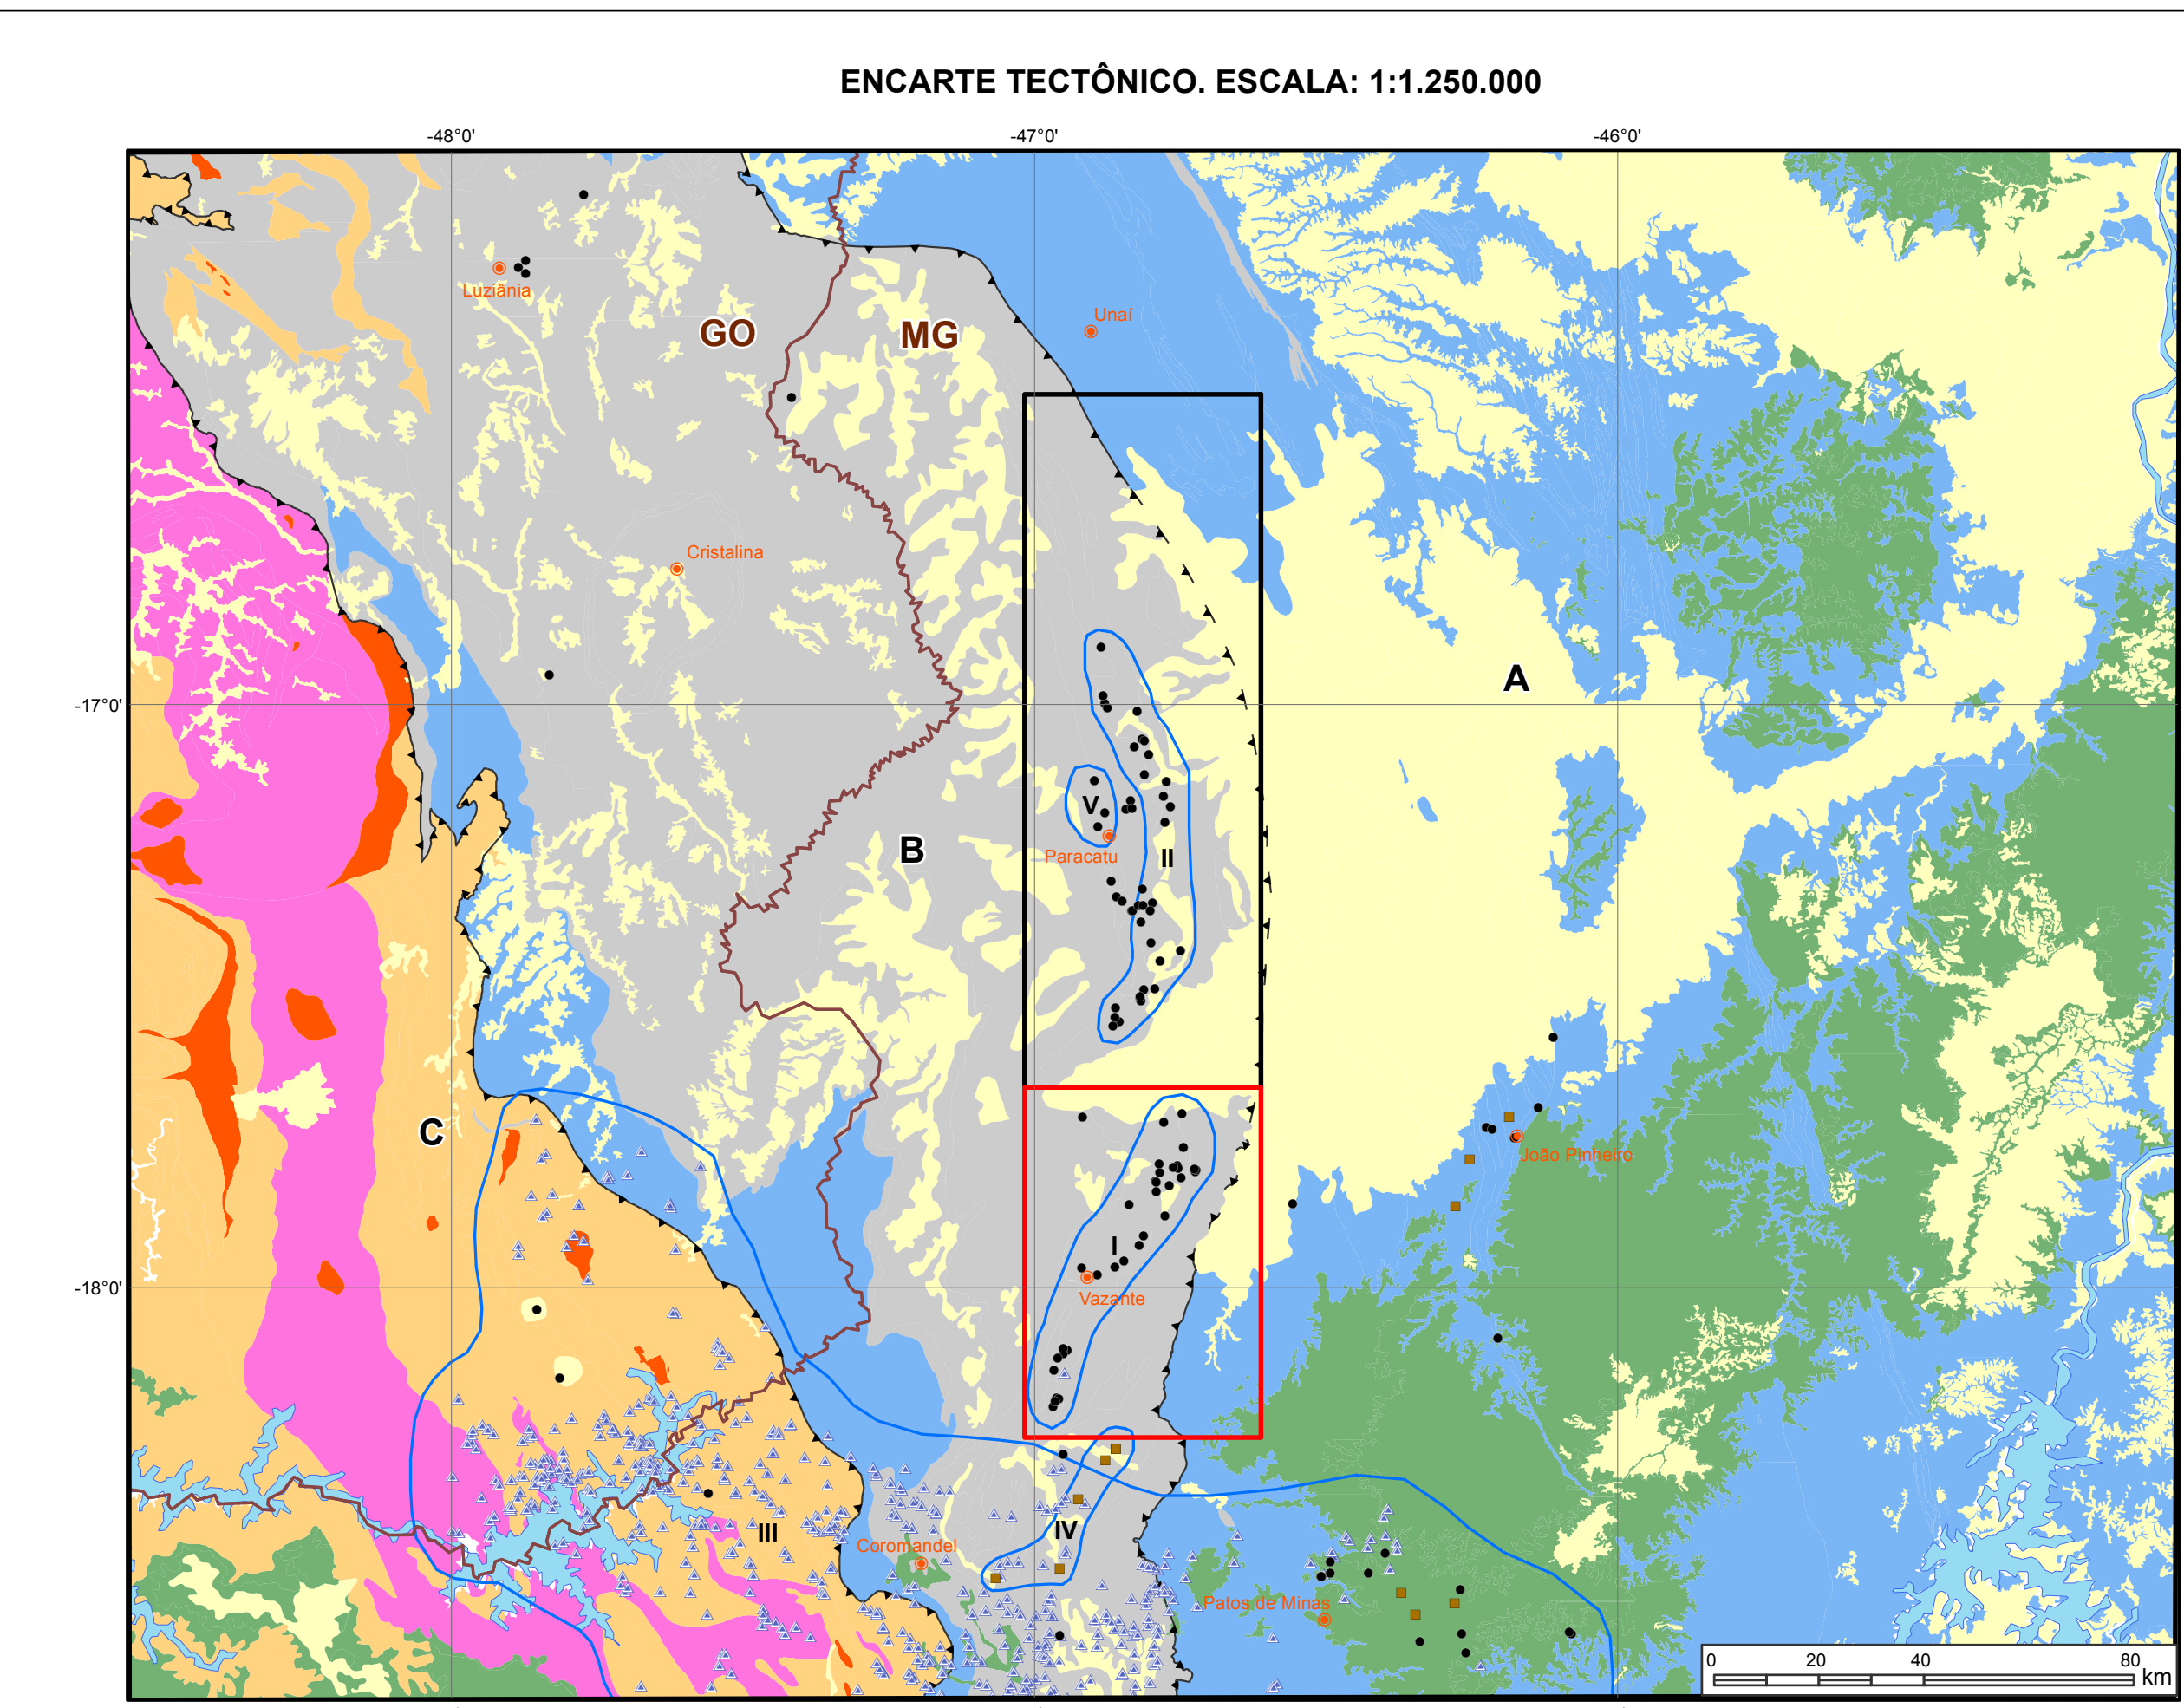 ENCARTE TECTÔNICO. ESCALA: 1:1.250.000
-48°0'
-47°0'
-46°0'
Luziânia
GO
MG
Unaí
Cristalina
A
-17°0'
V
B
Paracatu
II
C
João Pinheiro
I
-18°0'
Vazante
III
IV
Coromandel
Patos de Minas
0 20 40 80
km